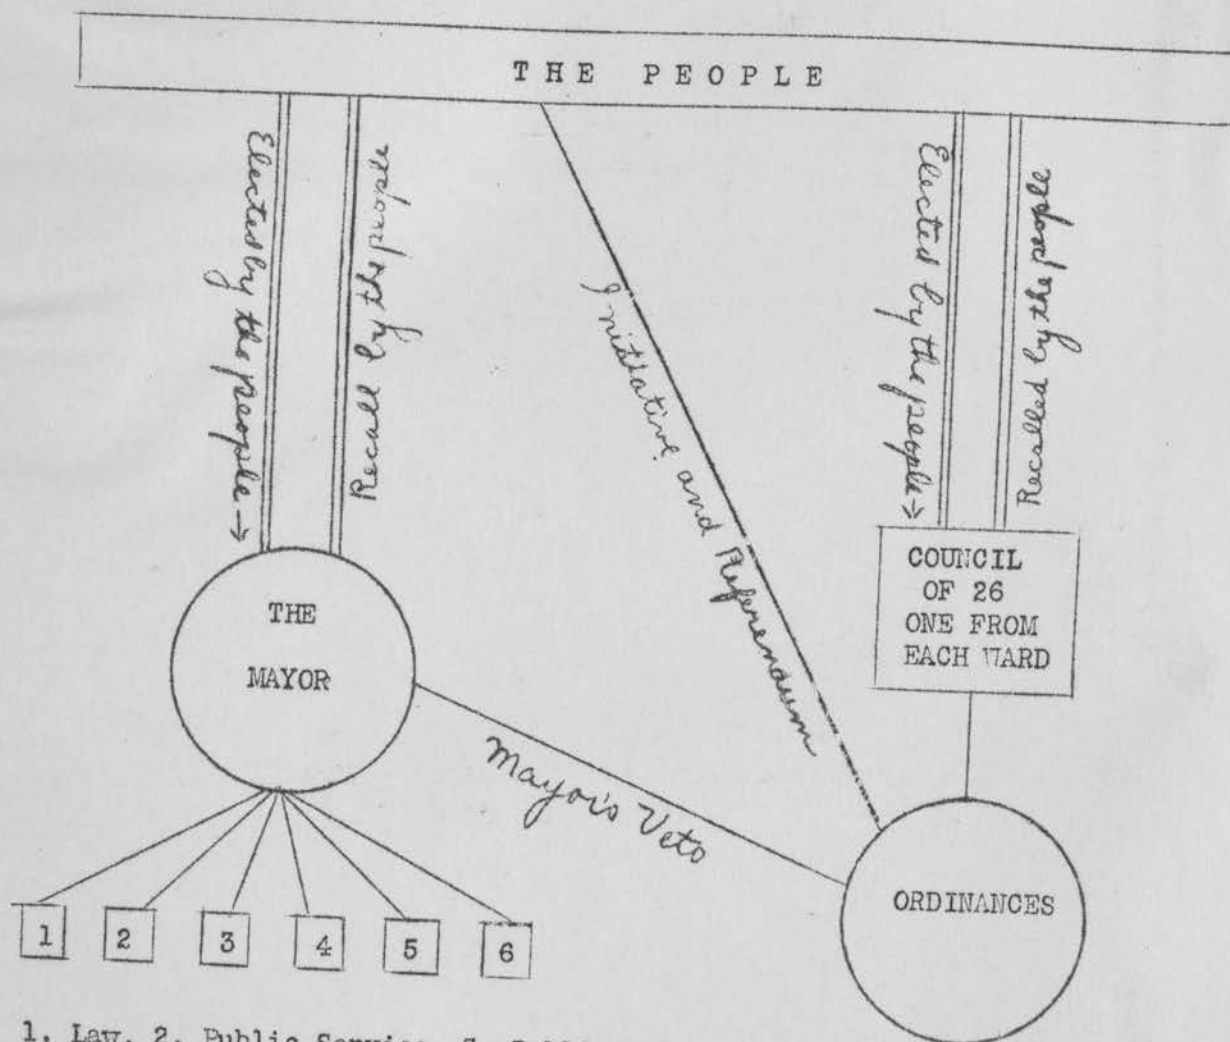 THE PEOPLE
Elected by the people →
Recall by the people
Initiative and Referendum
Elected by the people →
Recalled by the people
THE
MAYOR
COUNCIL
OF 26
ONE FROM
EACH WARD
Mayor's Veto
ORDINANCES
1 2 3 4 5 6
1. Law. 2. Public Service. 3.